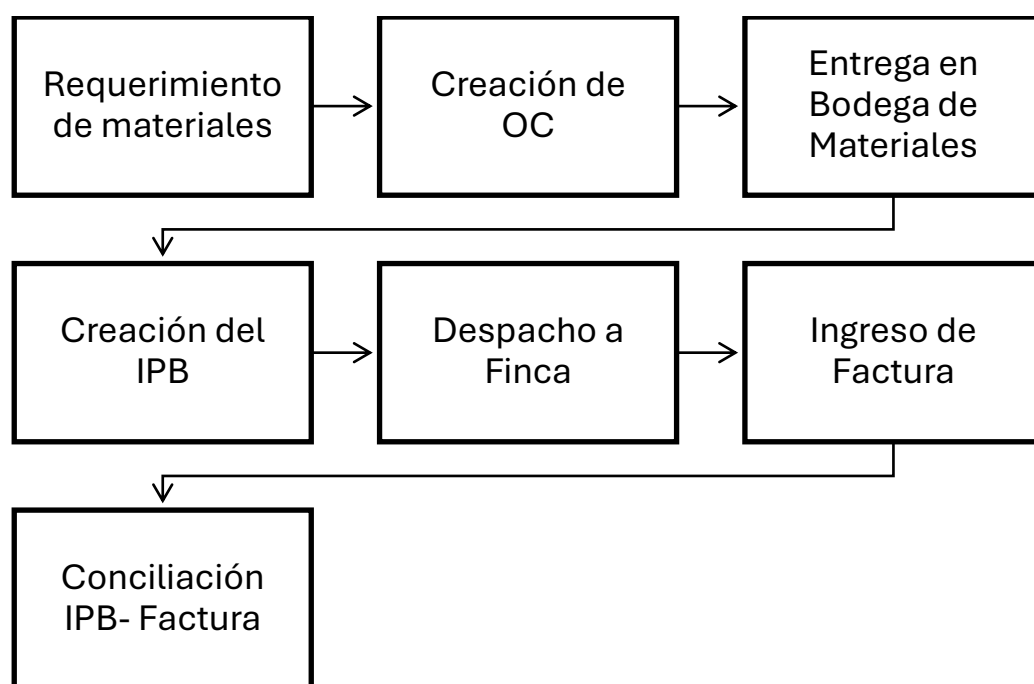 Requerimiento
de materiales
Creación de
OC
Entrega en
Bodega de
Materiales
Creación del
IPB
Despacho a
Finca
Ingreso de
Factura
Conciliación
IPB- Factura